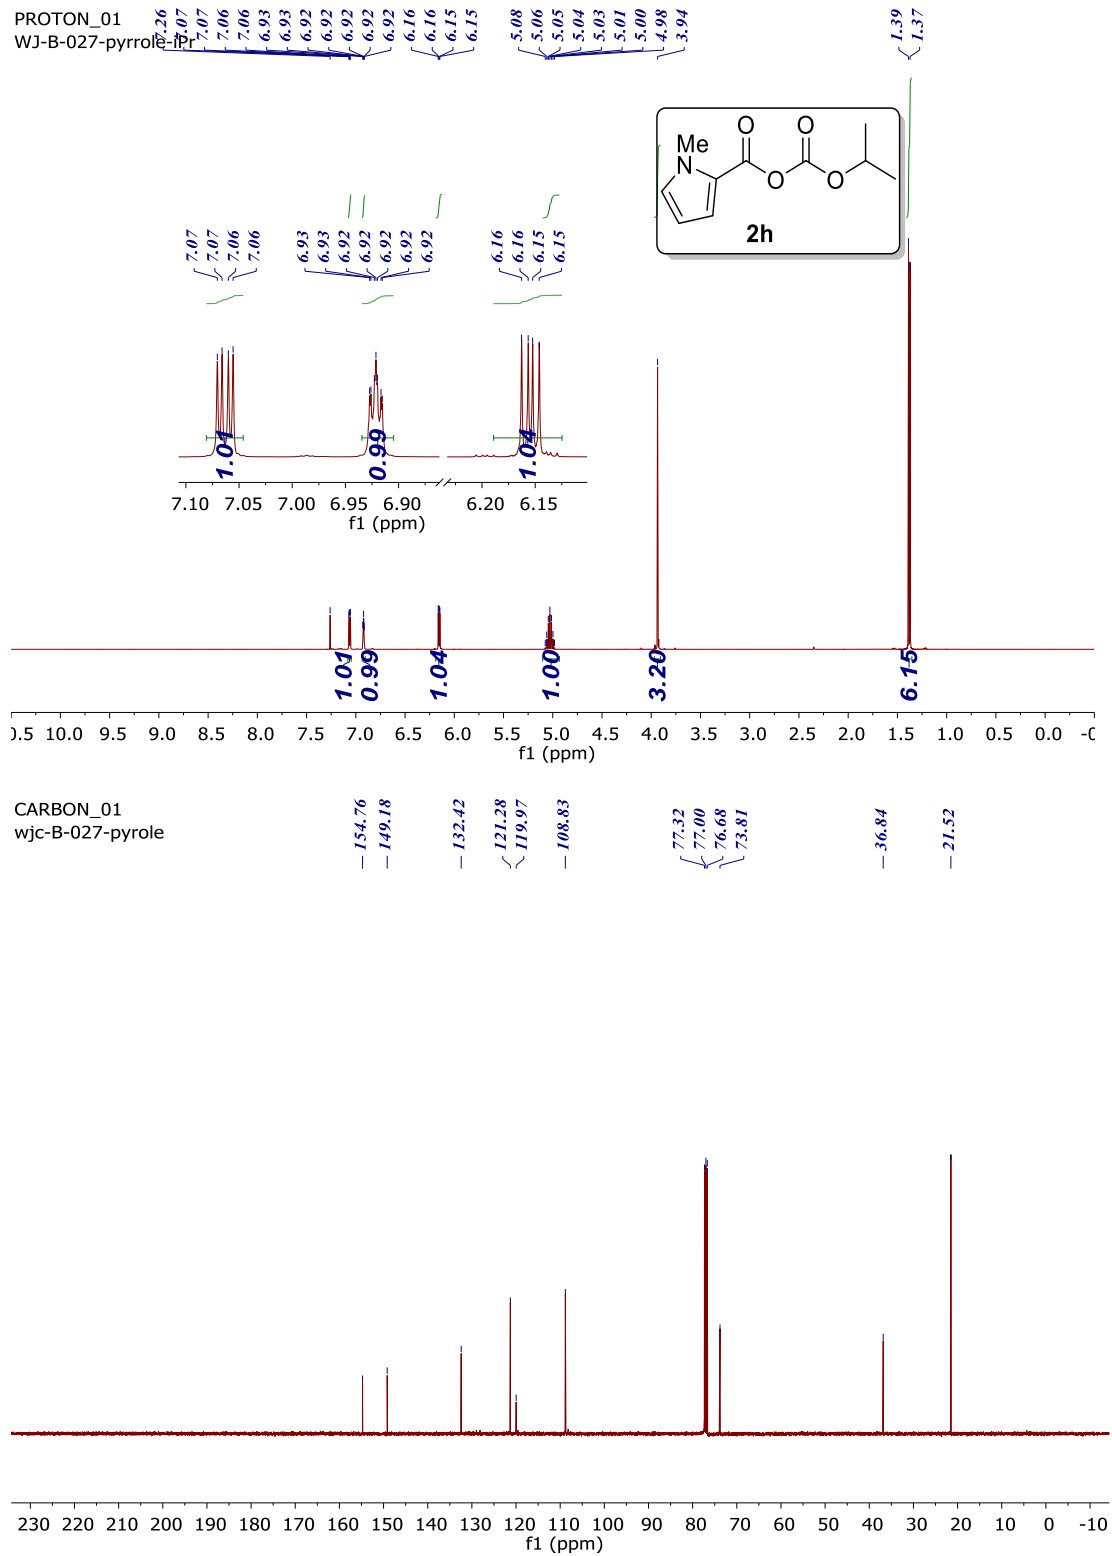 PROTON_01
WJ-B-027-pyrrole-iPr
7.26 7.07 7.07 7.06 7.06 6.93 6.93 6.92 6.92 6.92 6.92 6.92 6.16 6.16 6.15 6.15 5.08 5.06 5.05 5.04 5.03 5.01 5.00 4.98 3.94 1.39 1.37
O O
Me
N
O O
2h
7.07 7.07 7.06 7.06 6.93 6.93 6.92 6.92 6.92 6.92 6.92 6.16 6.16 6.15 6.15
1.01 0.99 1.04
7.10 7.05 7.00 6.95 6.90 6.20 6.15
f1 (ppm)
1.01 0.99 1.04 1.00 3.20 6.15
0.5 10.0 9.5 9.0 8.5 8.0 7.5 7.0 6.5 6.0 5.5 5.0 4.5 4.0 3.5 3.0 2.5 2.0 1.5 1.0 0.5 0.0 -0
f1 (ppm)
CARBON_01
wjc-B-027-pyrole
154.76 149.18 132.42 121.28 119.97 108.83 77.32 77.00 76.68 73.81 36.84 21.52
230 220 210 200 190 180 170 160 150 140 130 120 110 100 90 80 70 60 50 40 30 20 10 0 -10
f1 (ppm)